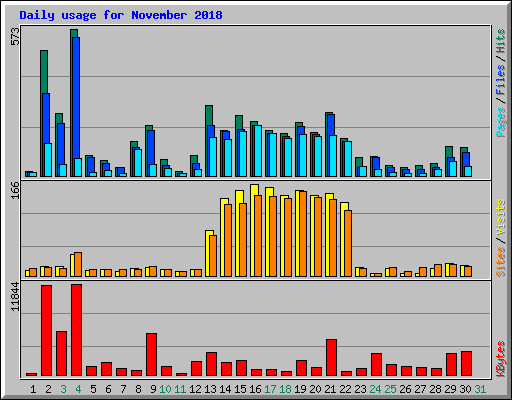 Daily usage for November 2018
573
Pages / Files / Hits
166
Sites / Visits
11844
KBytes
1 2 3 4 5 6 7 8 9 10 11 12 13 14 15 16 17 18 19 20 21 22 23 24 25 26 27 28 29 30 31